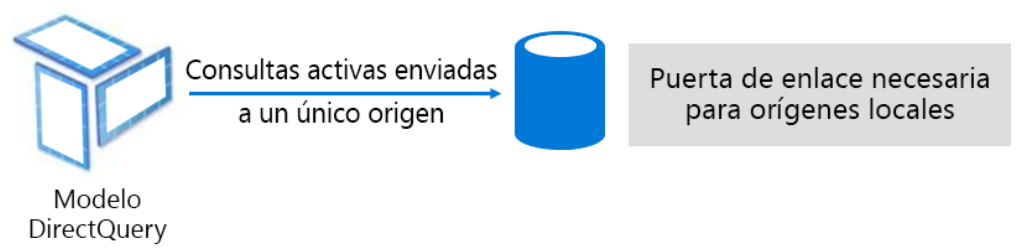 Consultas activas enviadas
a un único origen
Puerta de enlace necesaria
para orígenes locales
Modelo
DirectQuery